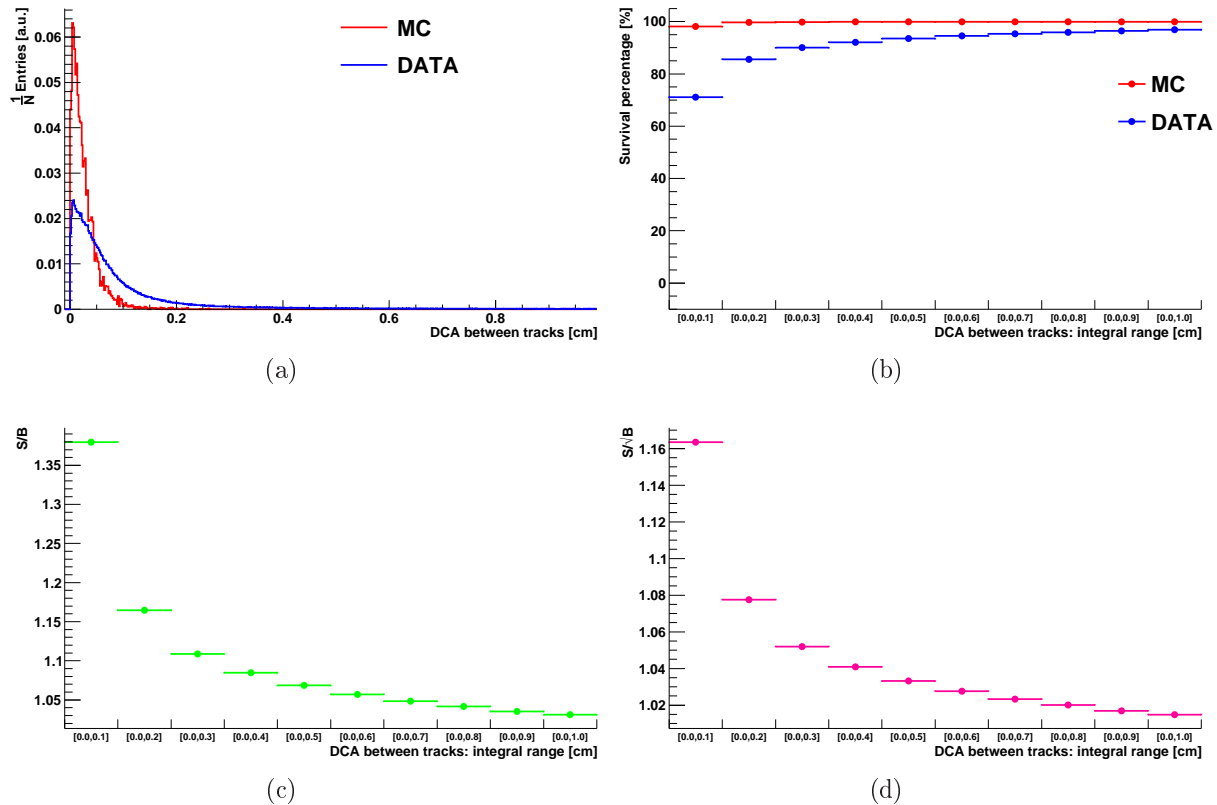 1/N Entries [a.u.]
0.06
0.05
0.04
0.03
0.02
0.01
0
MC
DATA
0 0.2 0.4 0.6 0.8
DCA between tracks [cm]
(a)
Survival percentage [%]
100
80
60
40
20
0
MC
DATA
[0.0,0.1] [0.0,0.2] [0.0,0.3] [0.0,0.4] [0.0,0.5] [0.0,0.6] [0.0,0.7] [0.0,0.8] [0.0,0.9] [0.0,1.0]
DCA between tracks: integral range [cm]
(b)
S/B
1.35
1.3
1.25
1.2
1.15
1.1
1.05
[0.0,0.1] [0.0,0.2] [0.0,0.3] [0.0,0.4] [0.0,0.5] [0.0,0.6] [0.0,0.7] [0.0,0.8] [0.0,0.9] [0.0,1.0]
DCA between tracks: integral range [cm]
(c)
S/√B
1.16
1.14
1.12
1.1
1.08
1.06
1.04
1.02
[0.0,0.1] [0.0,0.2] [0.0,0.3] [0.0,0.4] [0.0,0.5] [0.0,0.6] [0.0,0.7] [0.0,0.8] [0.0,0.9] [0.0,1.0]
DCA between tracks: integral range [cm]
(d)